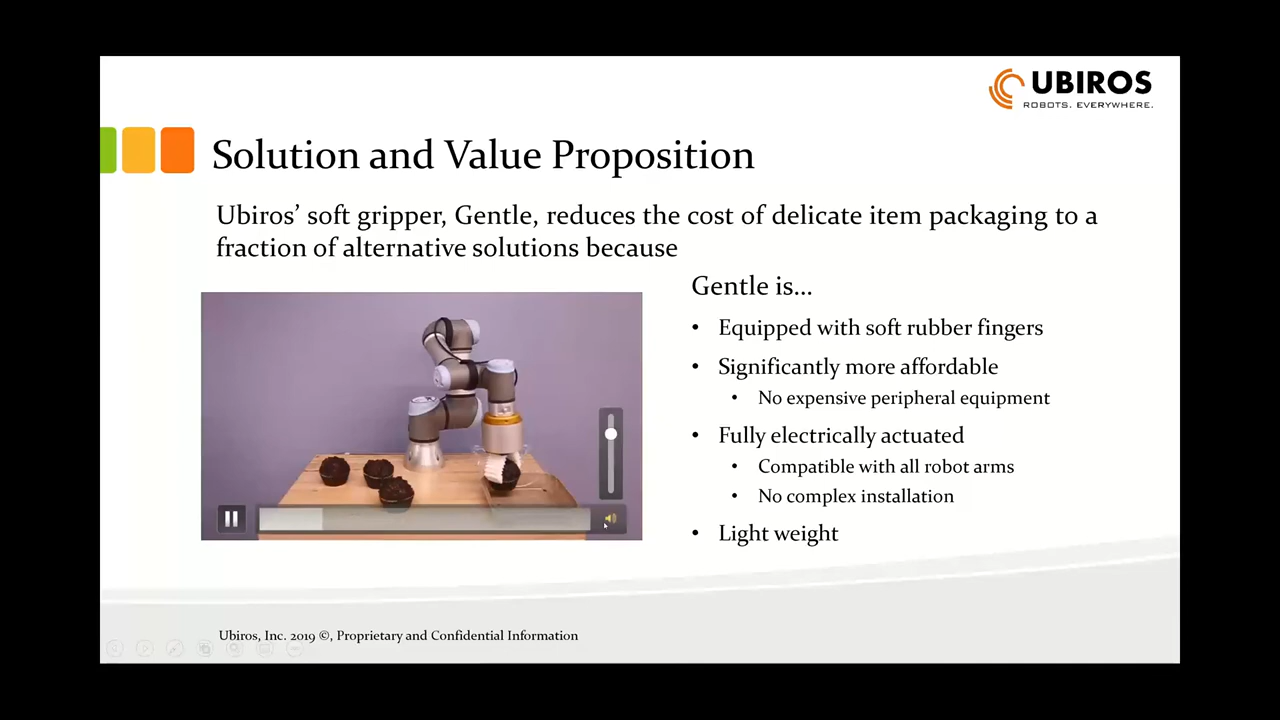 UBIROS
ROBOTS. EVERYWHERE.
Solution and Value Proposition
Ubiros’ soft gripper, Gentle, reduces the cost of delicate item packaging to a
fraction of alternative solutions because
Gentle is...
• Equipped with soft rubber fingers
• Significantly more affordable
• No expensive peripheral equipment
• Fully electrically actuated
• Compatible with all robot arms
• No complex installation
• Light weight
Ubiros, Inc. 2019 ©, Proprietary and Confidential Information